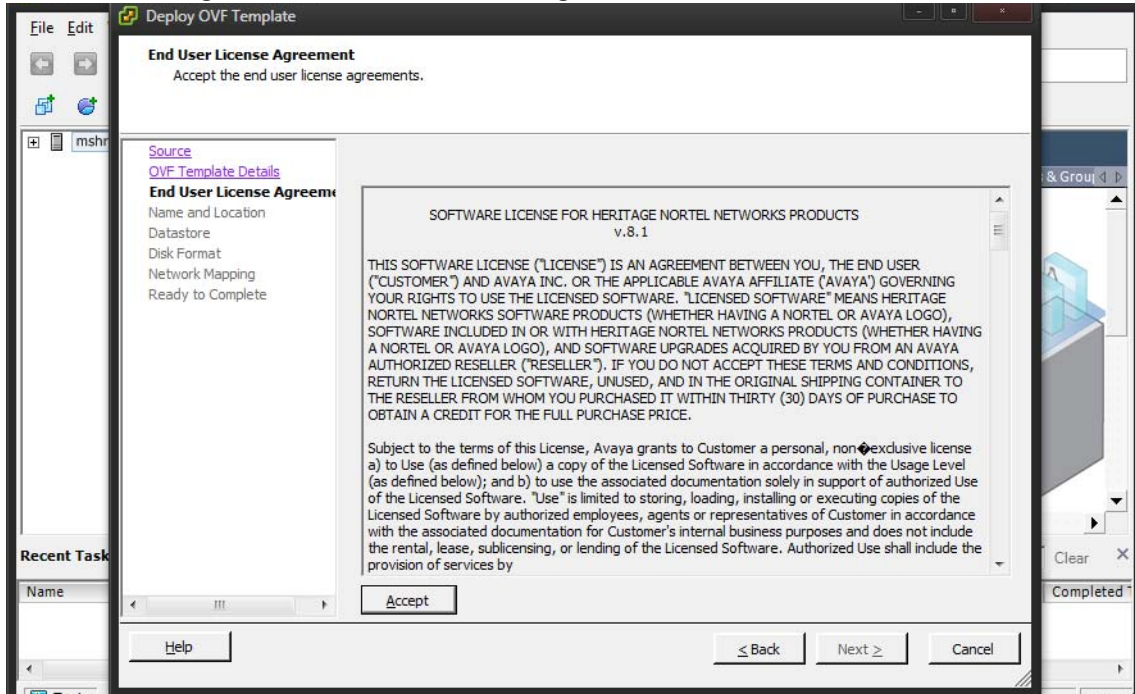 Deploy OVF Template
File Edit
End User License Agreement
Accept the end user license agreements.
mshr
& Grou
Source
OVF Template Details
End User License Agreeme
Name and Location
Datastore
Disk Format
Network Mapping
Ready to Complete
SOFTWARE LICENSE FOR HERITAGE NORTEL NETWORKS PRODUCTS
v.8.1
THIS SOFTWARE LICENSE ("LICENSE") IS AN AGREEMENT BETWEEN YOU, THE END USER
("CUSTOMER") AND AVAYA INC. OR THE APPLICABLE AVAYA AFFILIATE ('AVAYA') GOVERNING
YOUR RIGHTS TO USE THE LICENSED SOFTWARE. "LICENSED SOFTWARE" MEANS HERITAGE
NORTEL NETWORKS SOFTWARE PRODUCTS (WHETHER HAVING A NORTEL OR AVAYA LOGO),
SOFTWARE INCLUDED IN OR WITH HERITAGE NORTEL NETWORKS PRODUCTS (WHETHER HAVING
A NORTEL OR AVAYA LOGO), AND SOFTWARE UPGRADES ACQUIRED BY YOU FROM AN AVAYA
AUTHORIZED RESELLER ("RESELLER"). IF YOU DO NOT ACCEPT THESE TERMS AND CONDITIONS,
RETURN THE LICENSED SOFTWARE, UNUSED, AND IN THE ORIGINAL SHIPPING CONTAINER TO
THE RESELLER FROM WHOM YOU PURCHASED IT WITHIN THIRTY (30) DAYS OF PURCHASE TO
OBTAIN A CREDIT FOR THE FULL PURCHASE PRICE.
Subject to the terms of this License, Avaya grants to Customer a personal, non�exclusive license
a) to Use (as defined below) a copy of the Licensed Software in accordance with the Usage Level
(as defined below); and b) to use the associated documentation solely in support of authorized Use
of the Licensed Software. "Use" is limited to storing, loading, installing or executing copies of the
Licensed Software by authorized employees, agents or representatives of Customer in accordance
with the associated documentation for Customer's internal business purposes and does not include
the rental, lease, sublicensing, or lending of the Licensed Software. Authorized Use shall include the
provision of services by
Recent Task
Clear
Name
Completed
Accept
Help
≤ Back
Next ≥
Cancel